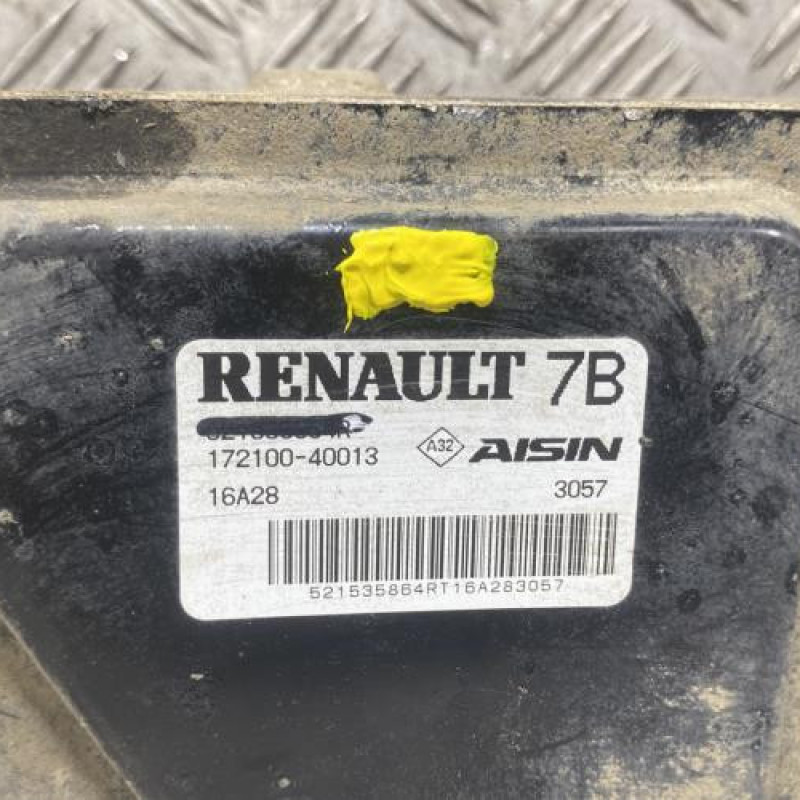 RENAULT 7B
172100-40013 A32 AISIN
16A28 3057
521535864RT16A283057